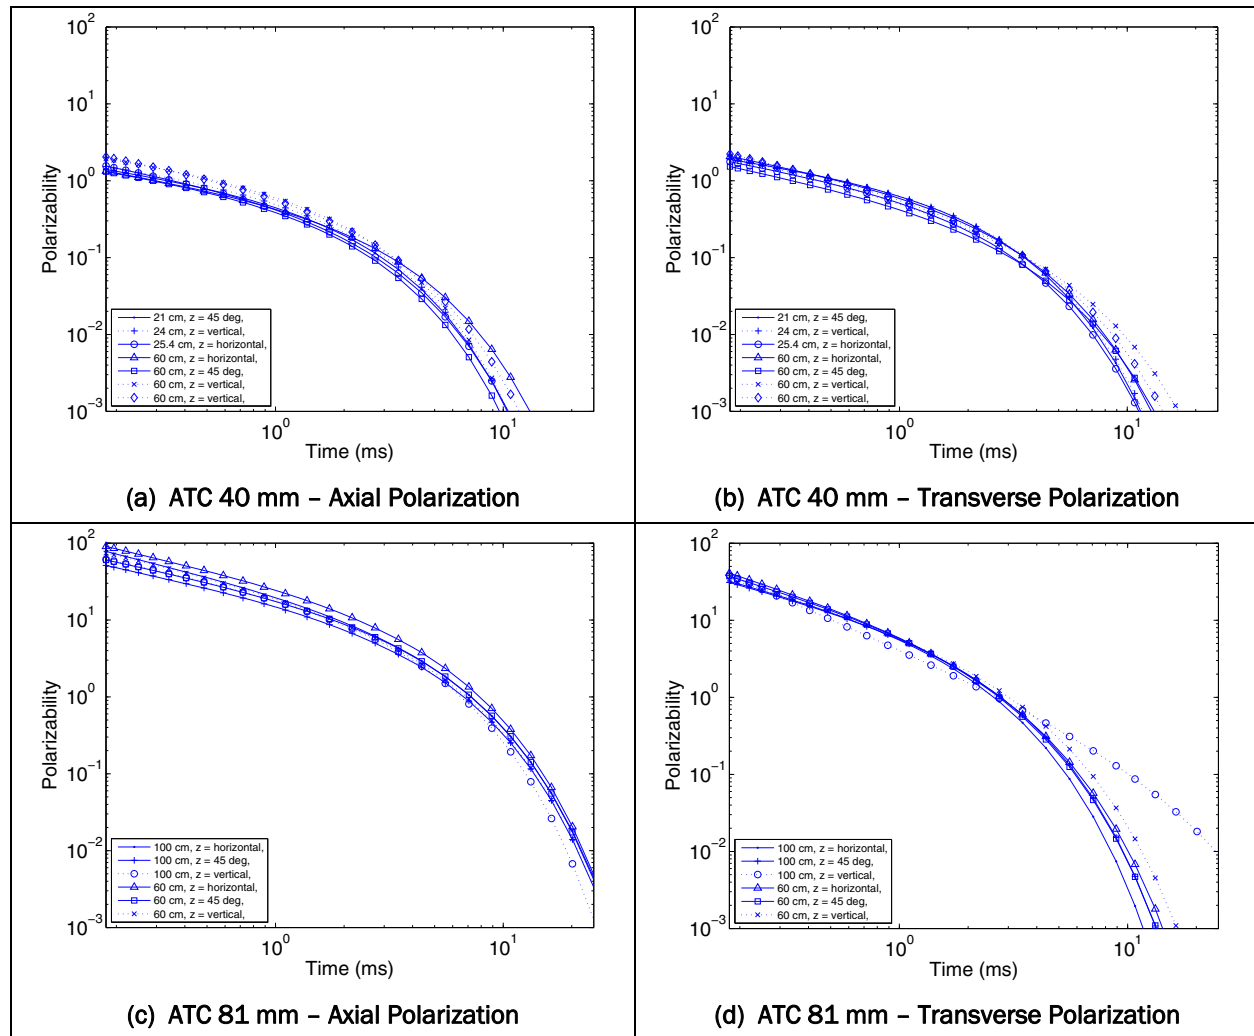 10^2
10^1
10^0
10^-1
10^-2
10^-3
Polarizability
21 cm, z = 45 deg,
24 cm, z = vertical,
25.4 cm, z = horizontal,
60 cm, z = horizontal,
60 cm, z = 45 deg,
60 cm, z = vertical,
60 cm, z = vertical,
10^0
10^1
Time (ms)
(a) ATC 40 mm – Axial Polarization
10^2
10^1
10^0
10^-1
10^-2
10^-3
Polarizability
21 cm, z = 45 deg,
24 cm, z = vertical,
25.4 cm, z = horizontal,
60 cm, z = horizontal,
60 cm, z = 45 deg,
60 cm, z = vertical,
60 cm, z = vertical,
10^0
10^1
Time (ms)
(b) ATC 40 mm – Transverse Polarization
10^2
10^1
10^0
10^-1
10^-2
10^-3
Polarizability
100 cm, z = horizontal,
100 cm, z = 45 deg,
100 cm, z = vertical,
60 cm, z = horizontal,
60 cm, z = 45 deg,
60 cm, z = vertical,
10^0
10^1
Time (ms)
(c) ATC 81 mm – Axial Polarization
10^2
10^1
10^0
10^-1
10^-2
10^-3
Polarizability
100 cm, z = horizontal,
100 cm, z = 45 deg,
100 cm, z = vertical,
60 cm, z = horizontal,
60 cm, z = 45 deg,
60 cm, z = vertical,
10^0
10^1
Time (ms)
(d) ATC 81 mm – Transverse Polarization